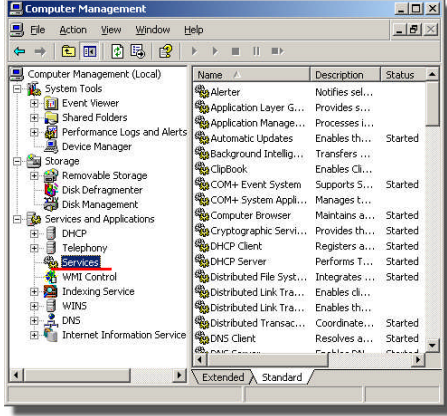 Computer Management
File Action View Window Help
Computer Management (Local)
System Tools
Event Viewer
Shared Folders
Performance Logs and Alerts
Device Manager
Storage
Removable Storage
Disk Defragmenter
Disk Management
Services and Applications
DHCP
Telephony
Services
WMI Control
Indexing Service
WINS
DNS
Internet Information Service
Name Description Status
Alerter Notifies sel...
Application Layer G... Provides s...
Application Manage... Processes i...
Automatic Updates Enables th... Started
Background Intellig... Transfers ...
ClipBook Enables Cli...
COM+ Event System Supports S... Started
COM+ System Appli... Manages t...
Computer Browser Maintains a... Started
Cryptographic Servi... Provides th... Started
DHCP Client Registers a... Started
DHCP Server Performs T... Started
Distributed File Syst... Integrates ... Started
Distributed Link Tra... Enables cli...
Distributed Link Tra... Enables th...
Distributed Transac... Coordinate... Started
DNS Client Resolves a... Started
DNS Server Enables DN... Started
Extended Standard